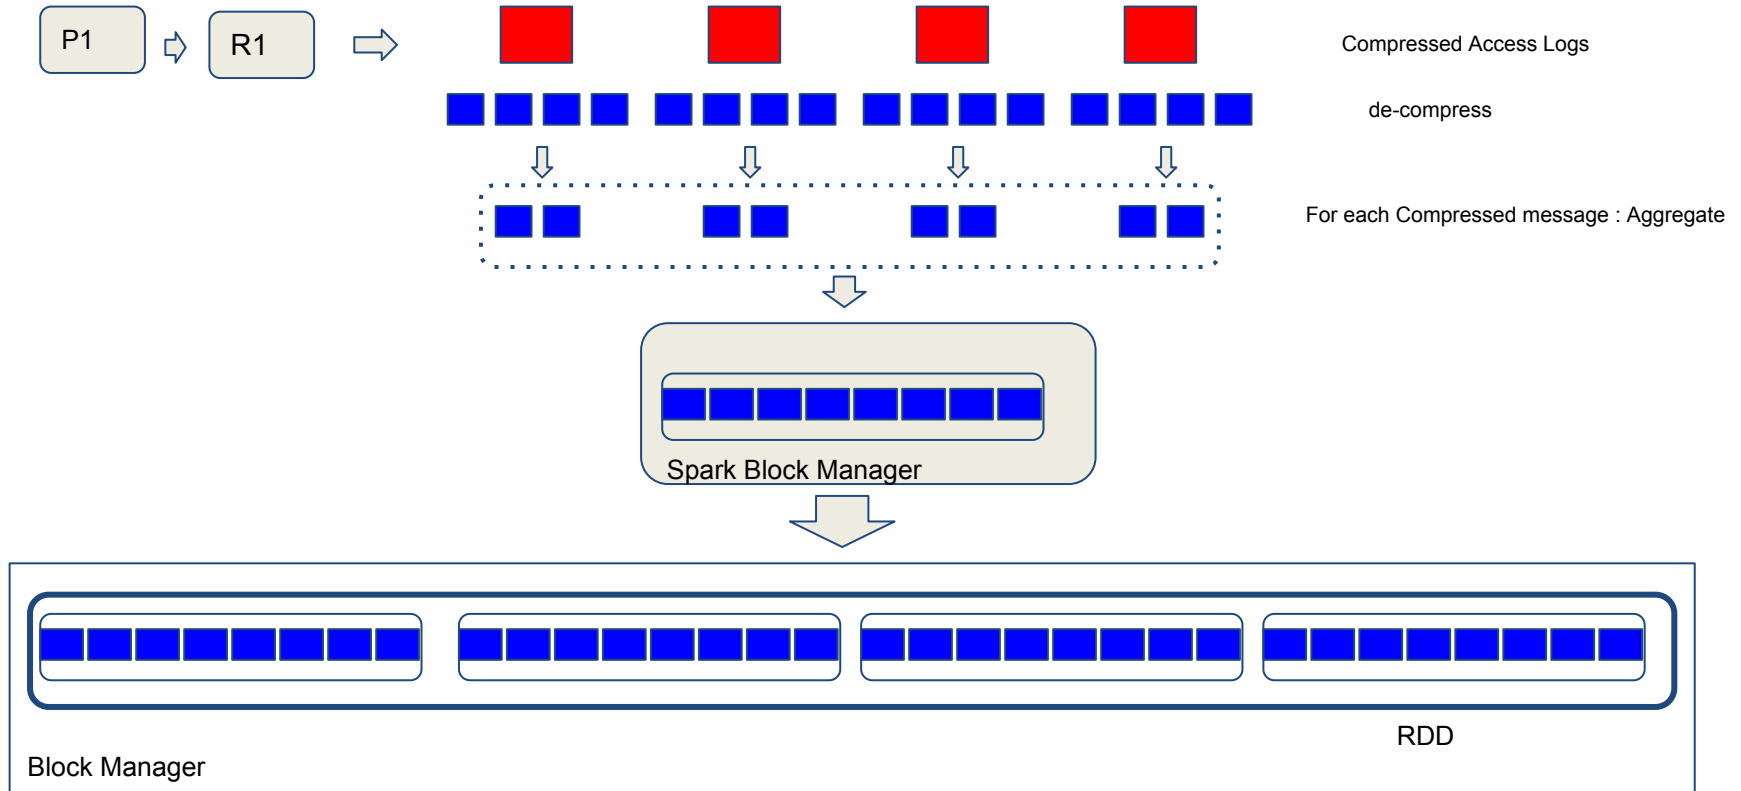 P1
R1
Compressed Access Logs
de-compress
For each Compressed message : Aggregate
Spark Block Manager
RDD
Block Manager